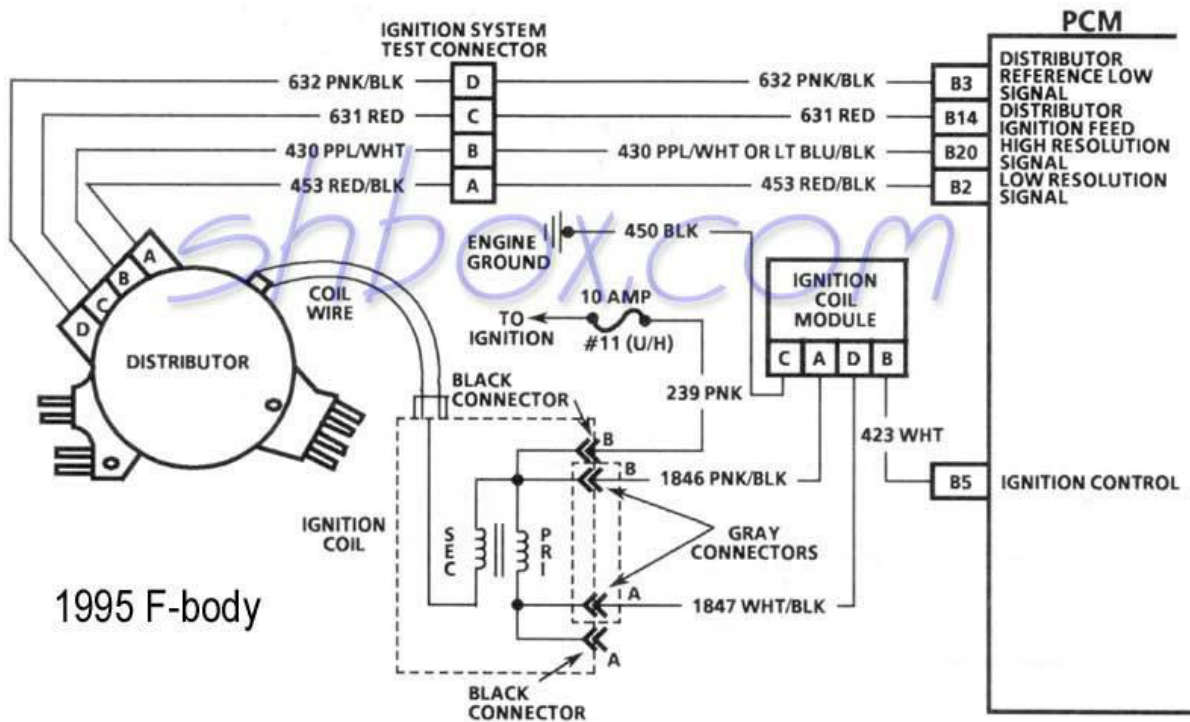 PCM
IGNITION SYSTEM
TEST CONNECTOR
632 PNK/BLK
D
632 PNK/BLK
B3
DISTRIBUTOR
REFERENCE LOW
SIGNAL
631 RED
C
631 RED
B14
DISTRIBUTOR
IGNITION FEED
430 PPL/WHT
B
430 PPL/WHT OR LT BLU/BLK
B20
HIGH RESOLUTION
SIGNAL
453 RED/BLK
A
453 RED/BLK
B2
LOW RESOLUTION
SIGNAL
shbox.com
ENGINE
GROUND
450 BLK
A
B
C
D
DISTRIBUTOR
COIL
WIRE
TO
IGNITION
10 AMP
#11 (U/H)
IGNITION
COIL
MODULE
C
A
D
B
239 PNK
BLACK
CONNECTOR
B
423 WHT
B
1846 PNK/BLK
B5
IGNITION CONTROL
IGNITION
COIL
SEC
PRI
GRAY
CONNECTORS
A
1847 WHT/BLK
A
BLACK
CONNECTOR
1995 F-body